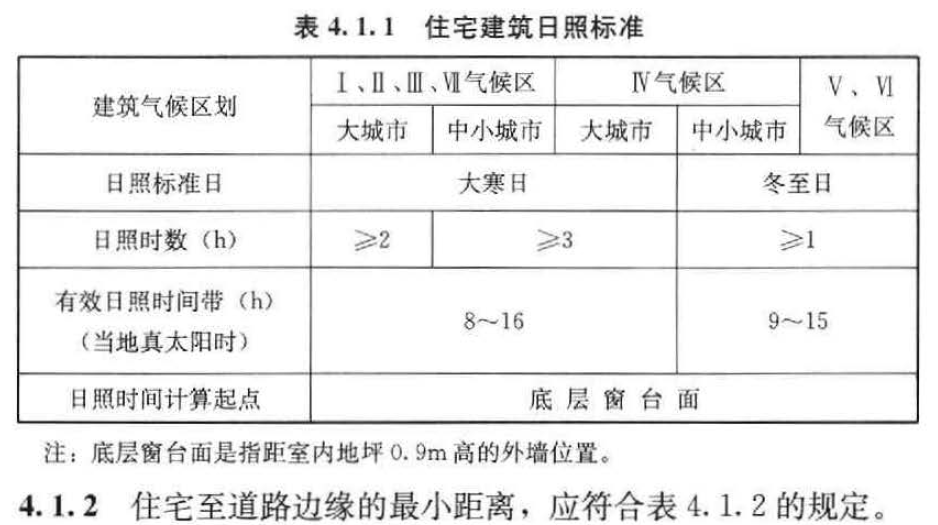 表 4.1.1 住宅建筑日照标准
建筑气候区划 Ⅰ、Ⅱ、Ⅲ、Ⅶ气候区 Ⅳ气候区 Ⅴ、Ⅵ气候区
大城市 中小城市 大城市 中小城市
日照标准日 大寒日 冬至日
日照时数（h） ≥2 ≥3 ≥1
有效日照时间带（h）
（当地真太阳时） 8～16 9～15
日照时间计算起点 底层窗台面
注：底层窗台面是指距室内地坪0.9m高的外墙位置。
4.1.2 住宅至道路边缘的最小距离，应符合表4.1.2的规定。